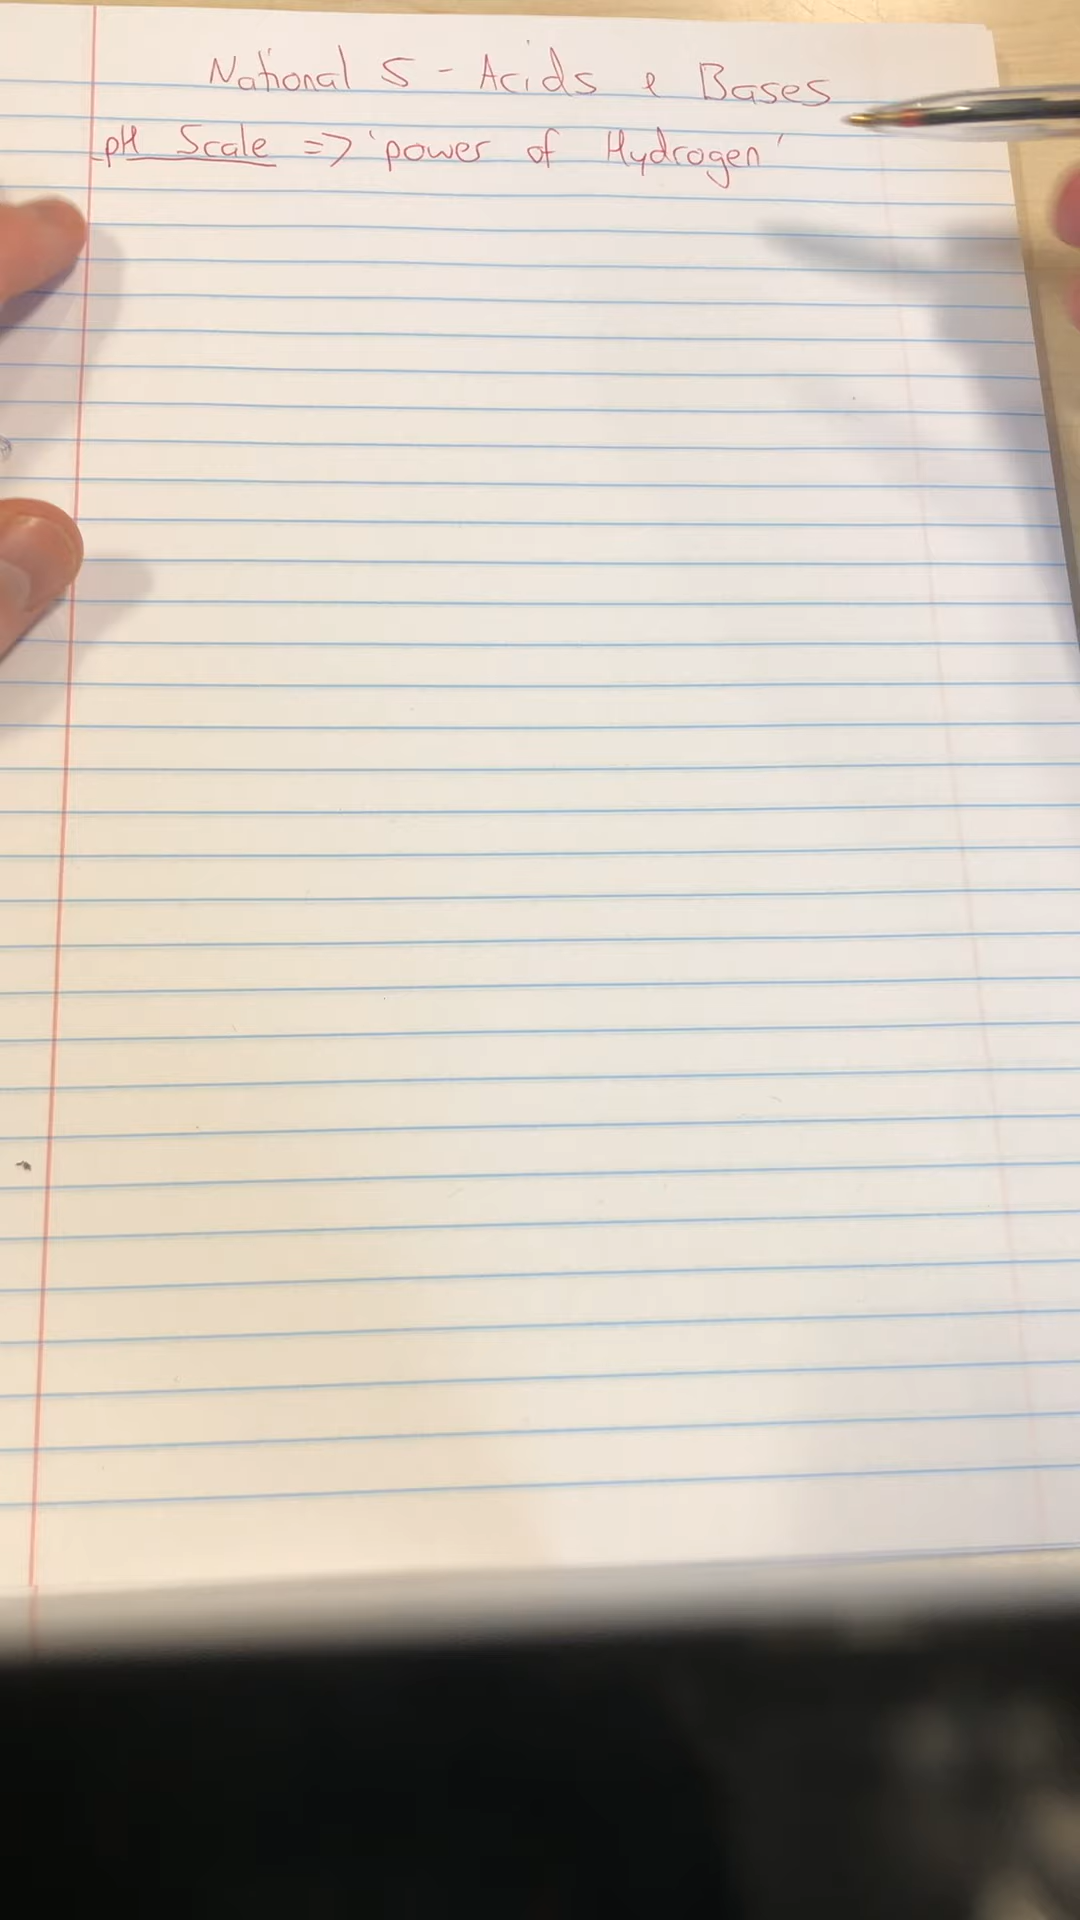 National 5 - Acids & Bases
pH Scale => 'power of Hydrogen'